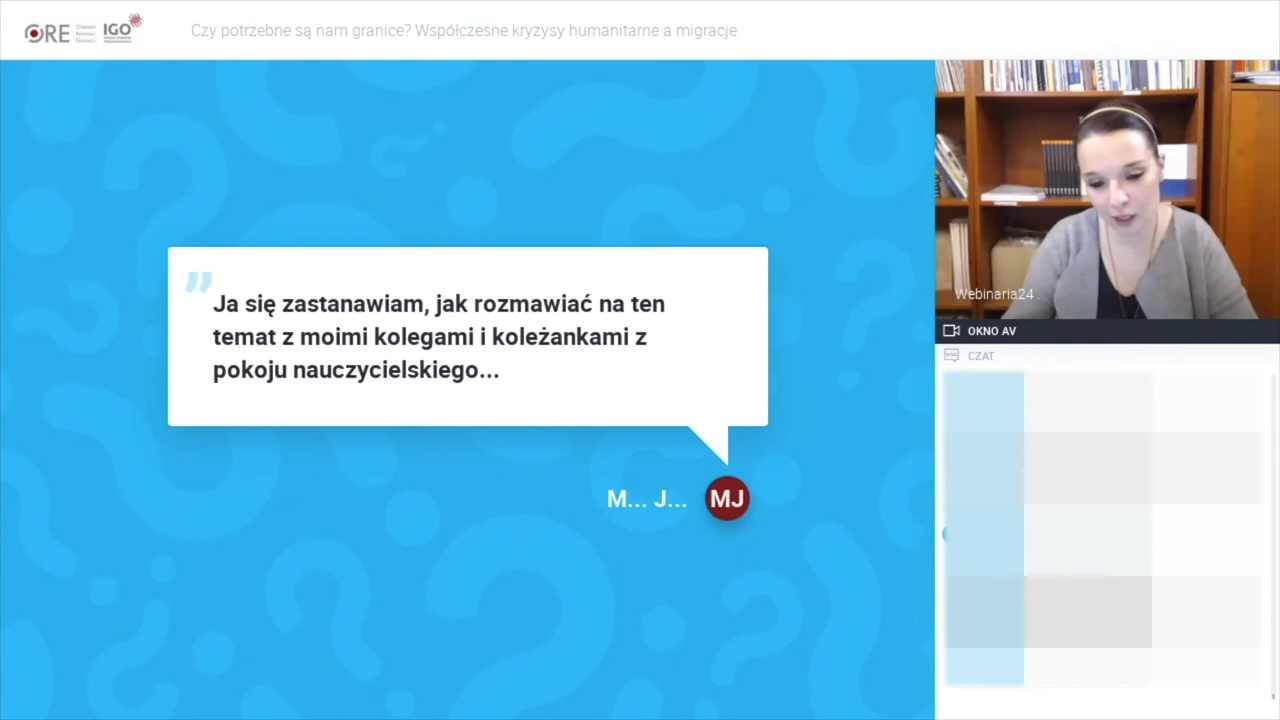 ORE
IGO
Czy potrzebne są nam granice? Współczesne kryzysy humanitarne a migracje
”
Ja się zastanawiam, jak rozmawiać na ten
temat z moimi kolegami i koleżankami z
pokoju nauczycielskiego...
M... J... MJ
Webinaria24 .
OKNO AV
CZAT